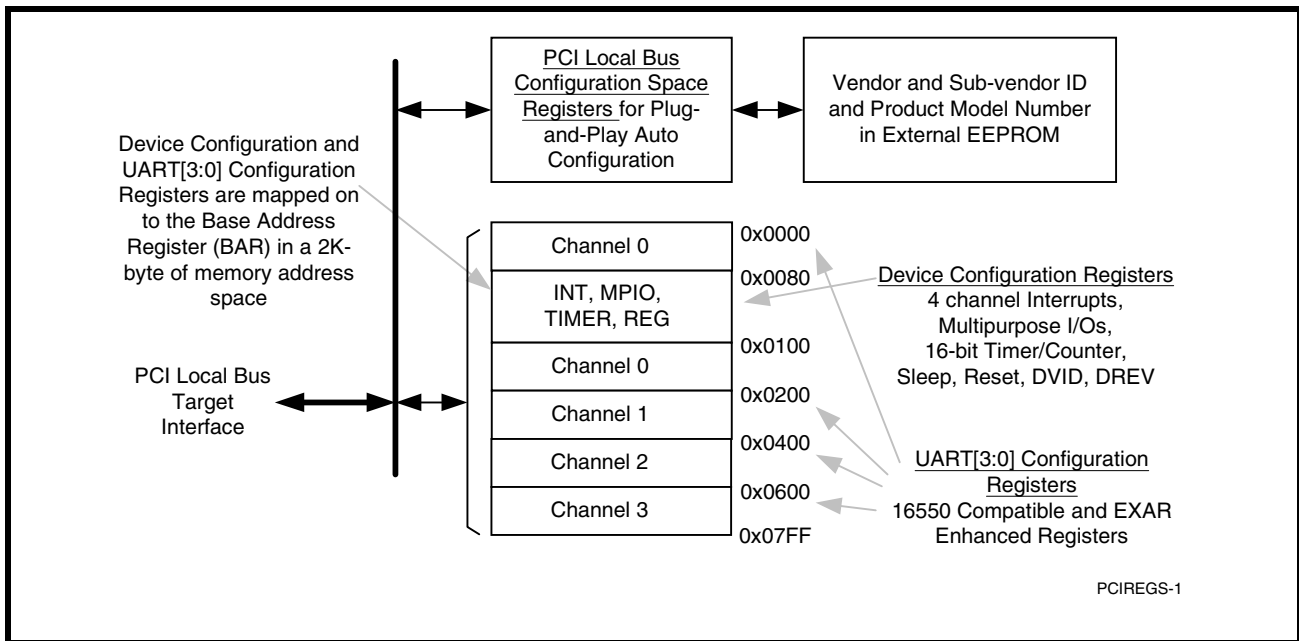 PCI Local Bus
Configuration Space
Registers for Plug-
and-Play Auto
Configuration
Vendor and Sub-vendor ID
and Product Model Number
in External EEPROM
Device Configuration and
UART[3:0] Configuration
Registers are mapped on
to the Base Address
Register (BAR) in a 2K-
byte of memory address
space
Channel 0
0x0000
INT, MPIO,
TIMER, REG
0x0080
Device Configuration Registers
4 channel Interrupts,
Multipurpose I/Os,
16-bit Timer/Counter,
Sleep, Reset, DVID, DREV
Channel 0
0x0100
PCI Local Bus
Target
Interface
Channel 1
0x0200
Channel 2
0x0400
Channel 3
0x0600
0x07FF
UART[3:0] Configuration
Registers
16550 Compatible and EXAR
Enhanced Registers
PCIREGS-1